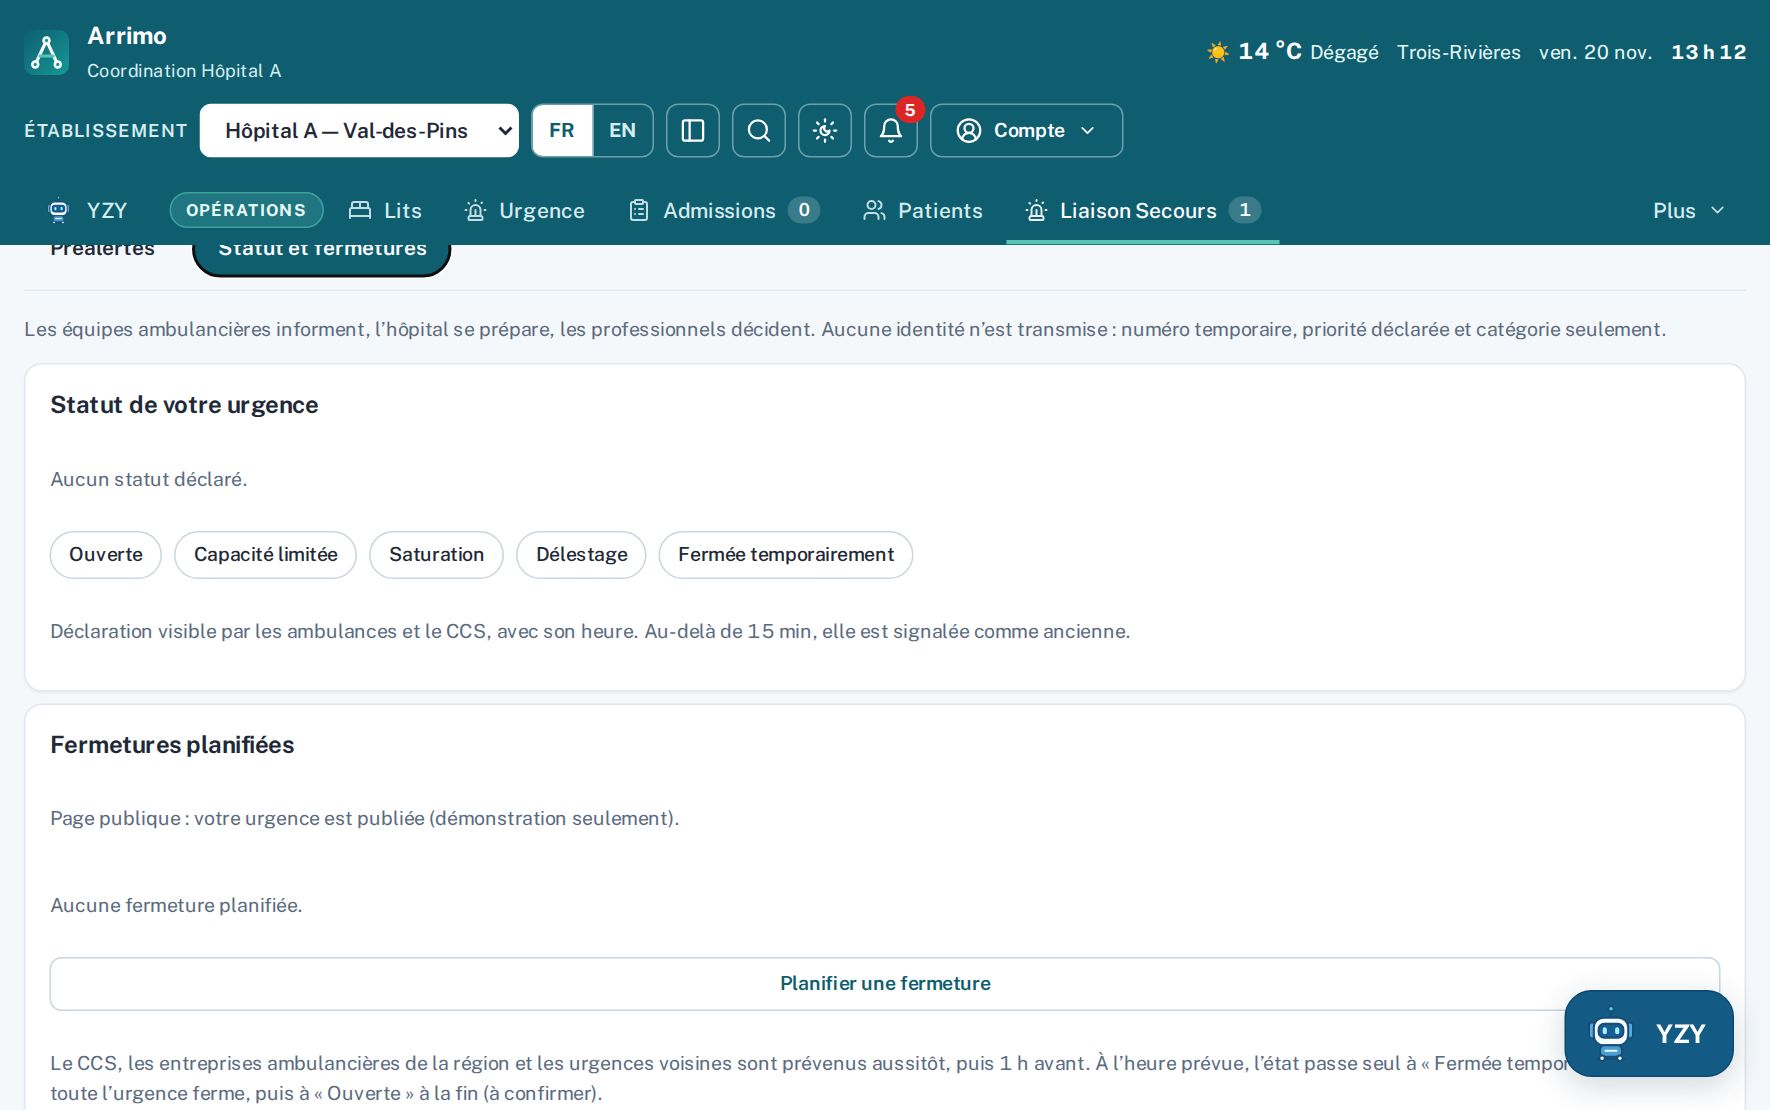 Arrimo
Coordination Hôpital A
14 °C Dégagé Trois-Rivières ven. 20 nov. 13 h 12
ÉTABLISSEMENT Hôpital A — Val-des-Pins FR EN 5 Compte
YZY OPÉRATIONS Lits Urgence Admissions 0 Patients Liaison Secours 1 Plus
Préalertes Statut et fermetures
Les équipes ambulancières informent, l’hôpital se prépare, les professionnels décident. Aucune identité n’est transmise : numéro temporaire, priorité déclarée et catégorie seulement.
Statut de votre urgence
Aucun statut déclaré.
Ouverte Capacité limitée Saturation Délestage Fermée temporairement
Déclaration visible par les ambulances et le CCS, avec son heure. Au-delà de 15 min, elle est signalée comme ancienne.
Fermetures planifiées
Page publique : votre urgence est publiée (démonstration seulement).
Aucune fermeture planifiée.
Planifier une fermeture
YZY
Le CCS, les entreprises ambulancières de la région et les urgences voisines sont prévenus aussitôt, puis 1 h avant. À l’heure prévue, l’état passe seul à « Fermée
toute l’urgence ferme, puis à « Ouverte » à la fin (à confirmer).